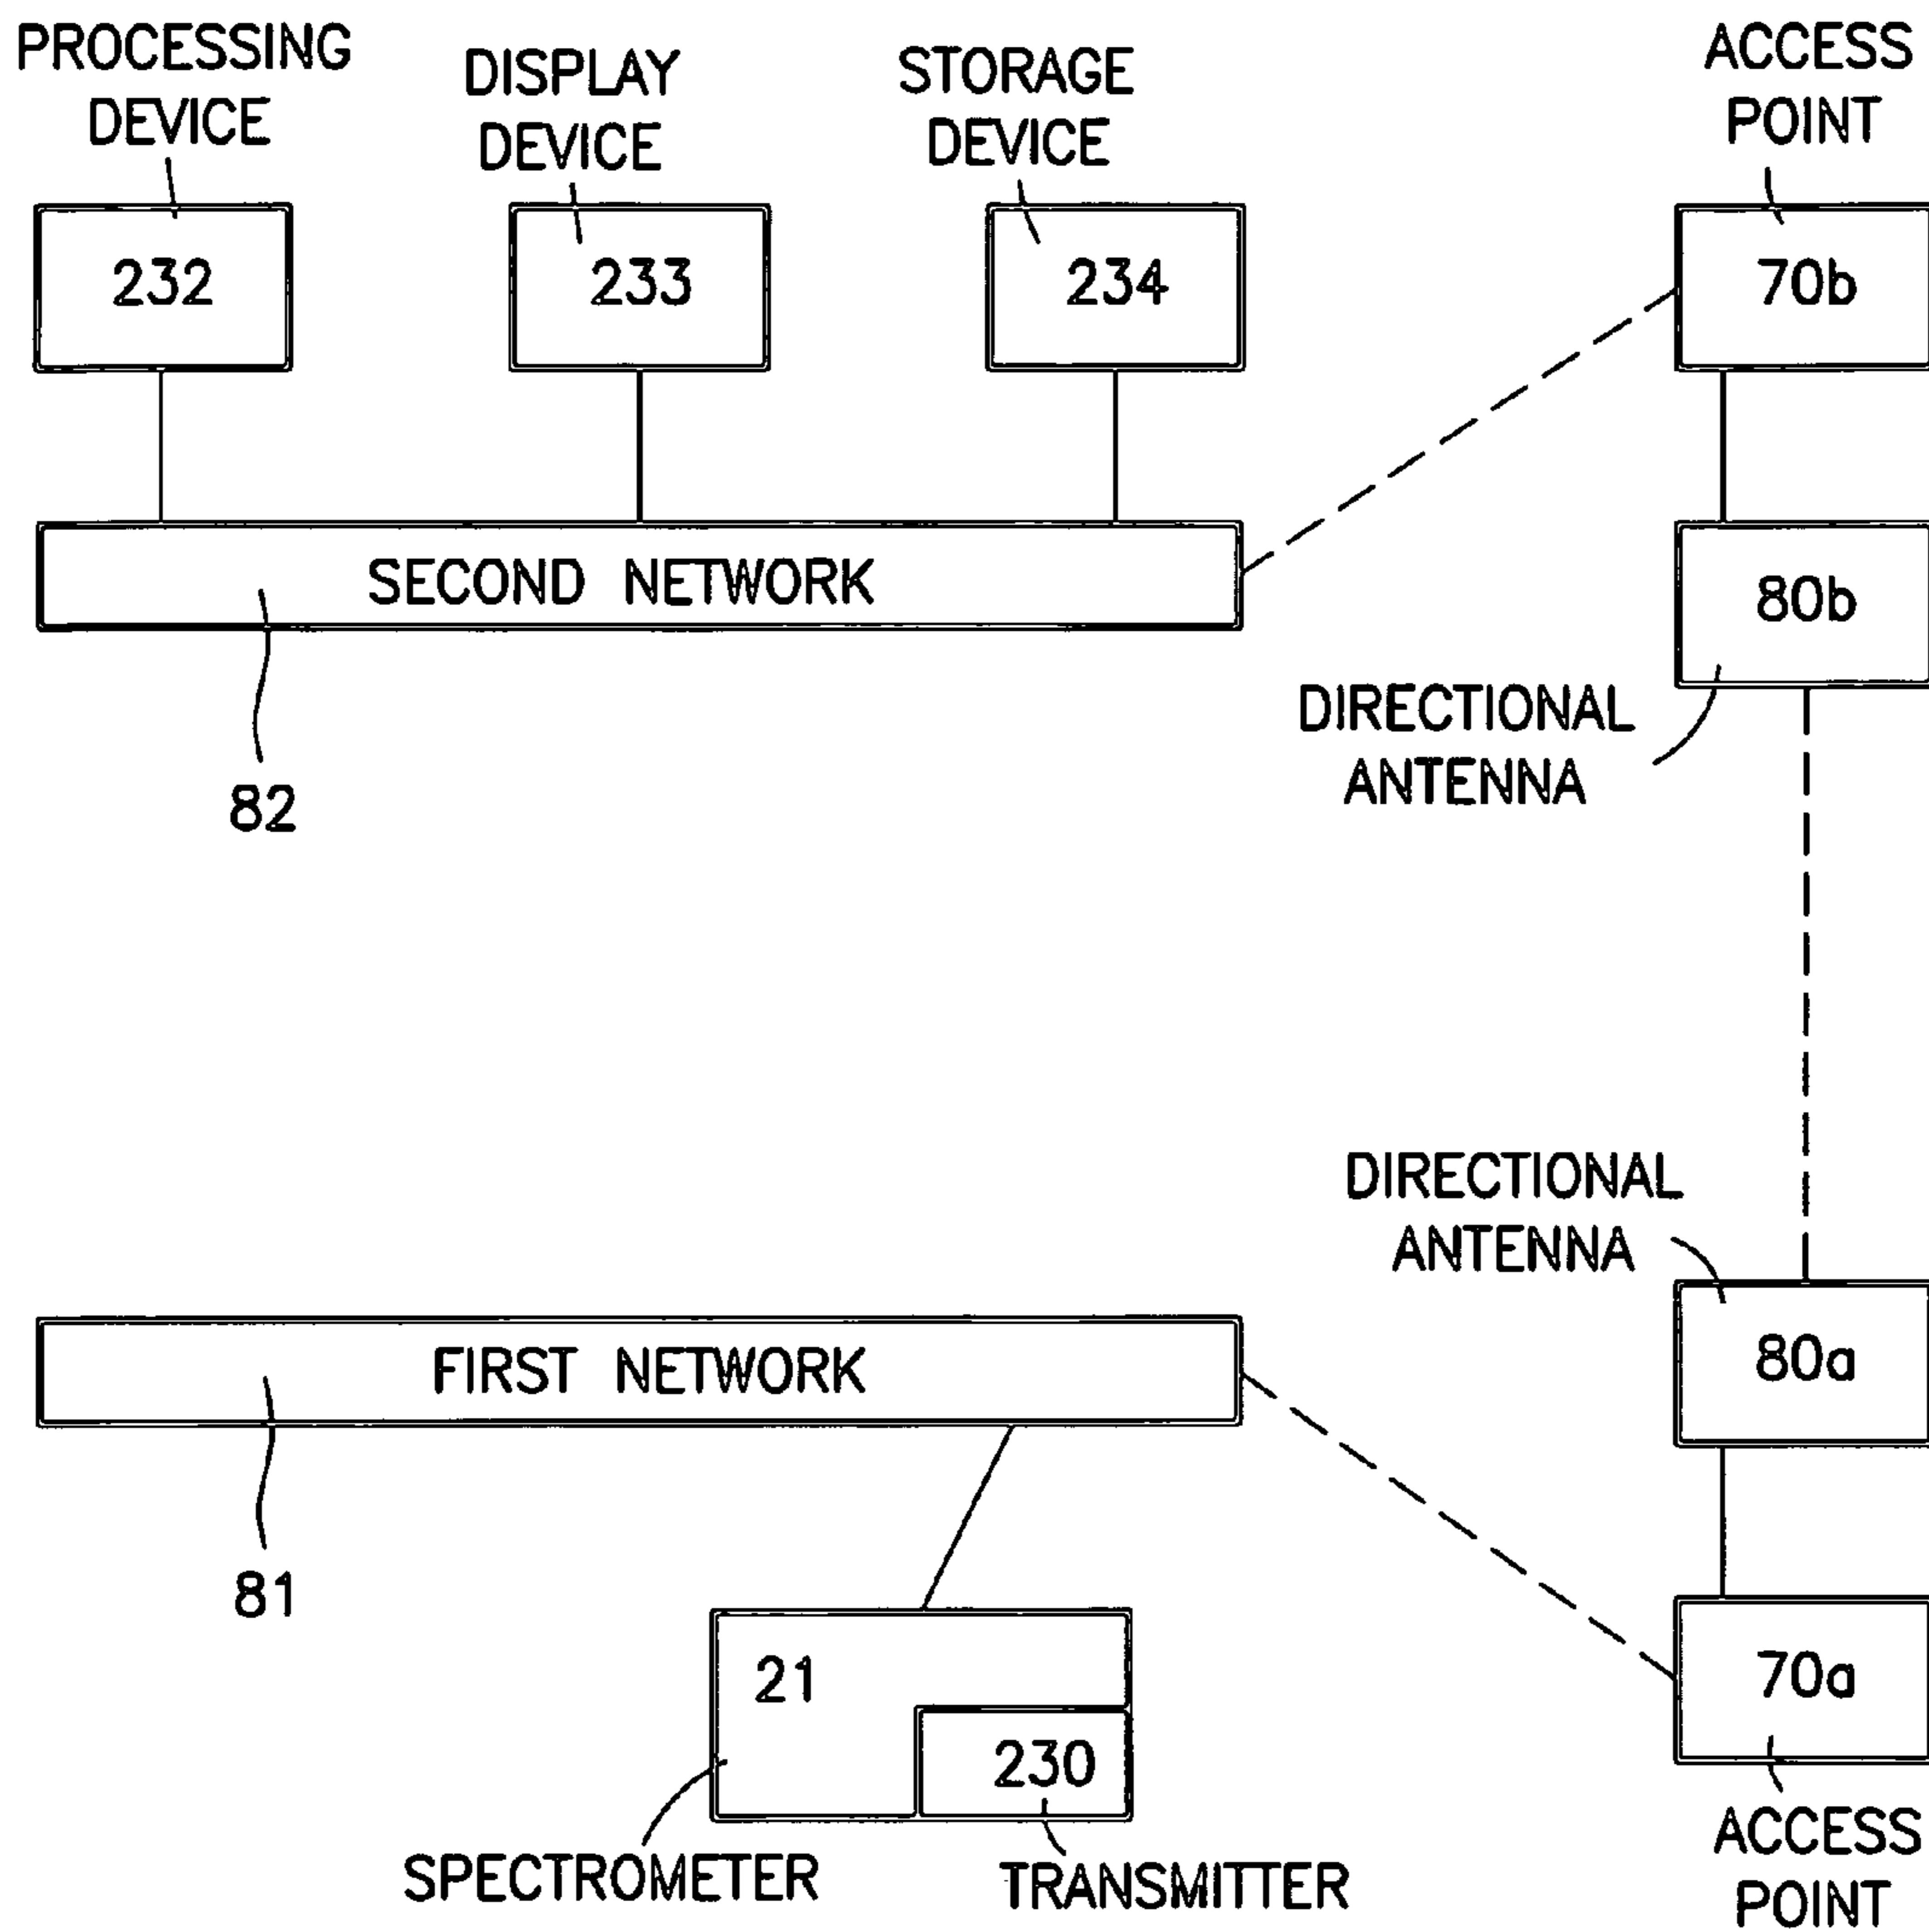 PROCESSING
DEVICE
DISPLAY
DEVICE
STORAGE
DEVICE
ACCESS
POINT
232
233
234
70b
SECOND NETWORK
80b
82
DIRECTIONAL
ANTENNA
DIRECTIONAL
ANTENNA
FIRST NETWORK
80a
81
21
230
70a
SPECTROMETER
TRANSMITTER
ACCESS
POINT